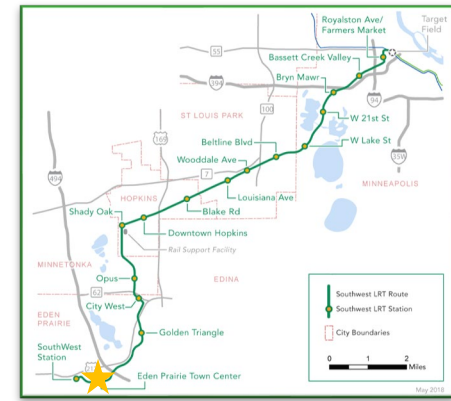 Royalston Ave/
Farmers Market
Target
Field
55
Bassett Creek Valley
394
Bryn Mawr
94
ST LOUIS PARK
100
W 21st St
169
Beltline Blvd
W Lake St
35W
Wooddale Ave
7
MINNEAPOLIS
494
Louisiana Ave
HOPKINS
Blake Rd
Shady Oak
Downtown Hopkins
Rail Support Facility
MINNETONKA
EDINA
Opus
62
City West
EDEN
PRAIRIE
Golden Triangle
SouthWest
Station
Eden Prairie Town Center
Southwest LRT Route
Southwest LRT Station
City Boundaries
0 1 2
Miles
May 2018